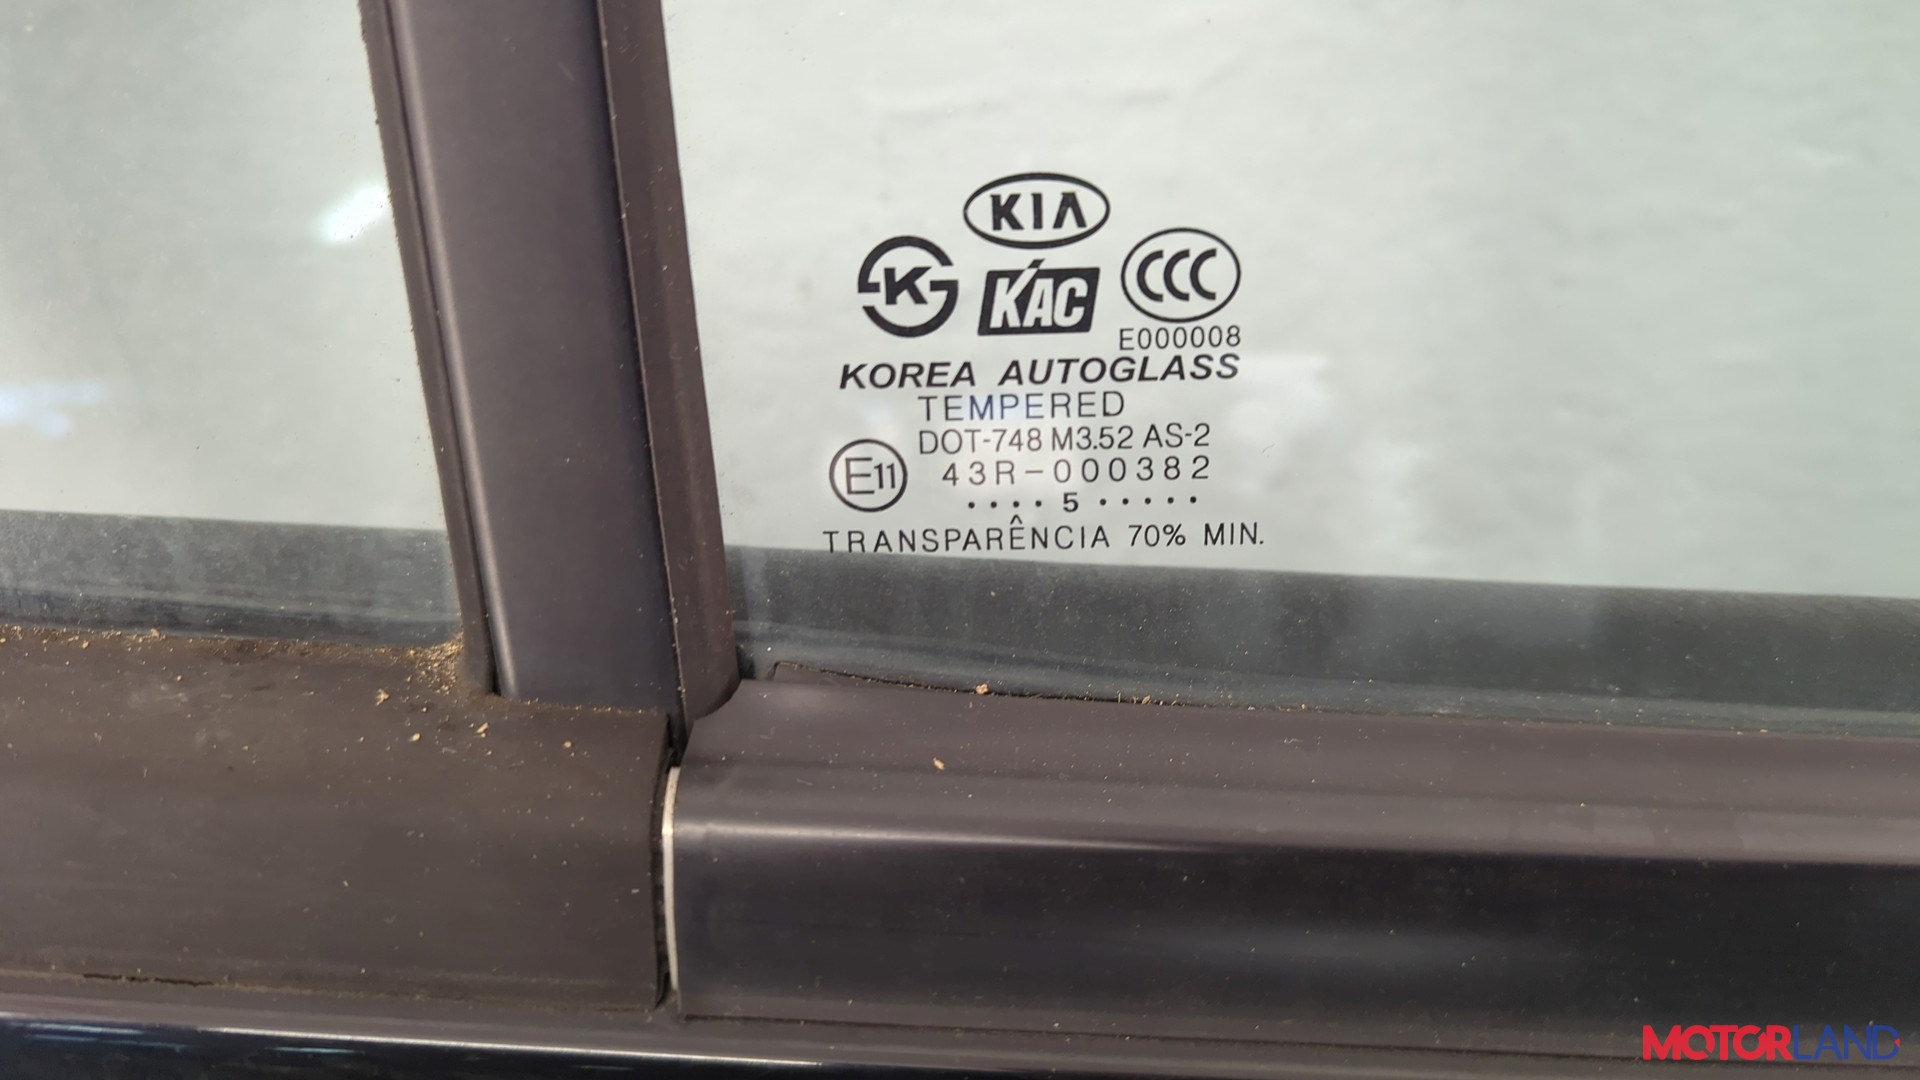 KIA
K
KAC
CCC
E000008
KOREA AUTOGLASS
TEMPERED
DOT-748 M3.52 AS-2
E11
43R-000382
.... 5 .....
TRANSPARÊNCIA 70% MIN.
MOTORLAND